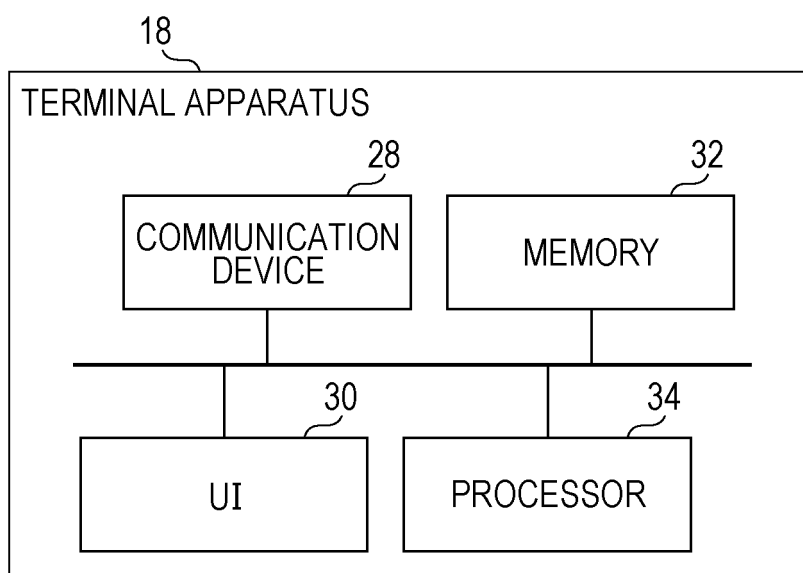 18
TERMINAL APPARATUS
28
32
COMMUNICATION
DEVICE
MEMORY
30
34
UI
PROCESSOR